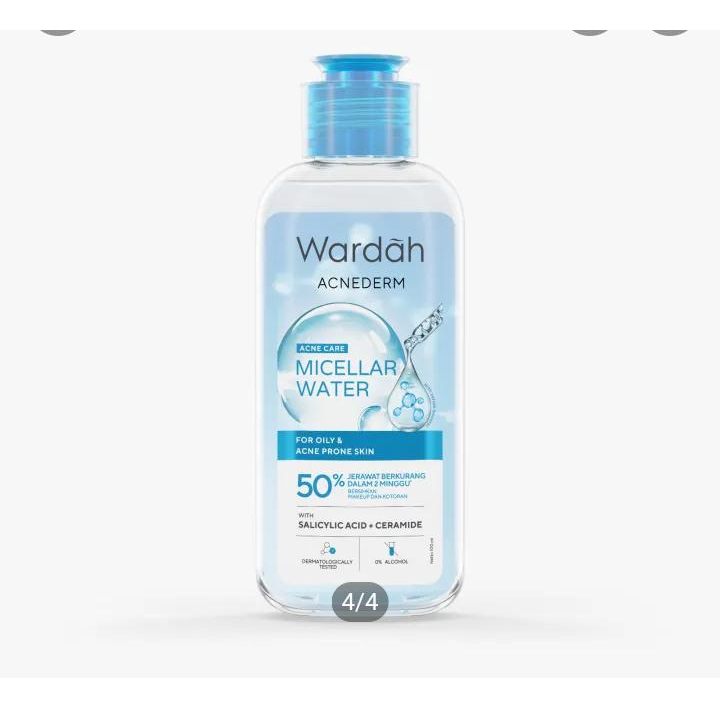 Wardah
ACNEDERM
ACNE CARE
MICELLAR
WATER
FOR OILY &
ACNE PRONE SKIN
50%
JERAWAT BERKURANG
DALAM 2 MINGGU*
BERSIHKAN
MAKEUP DAN KOTORAN
WITH
SALICYLIC ACID + CERAMIDE
DERMATOLOGICALLY
TESTED
0% ALCOHOL
4/4